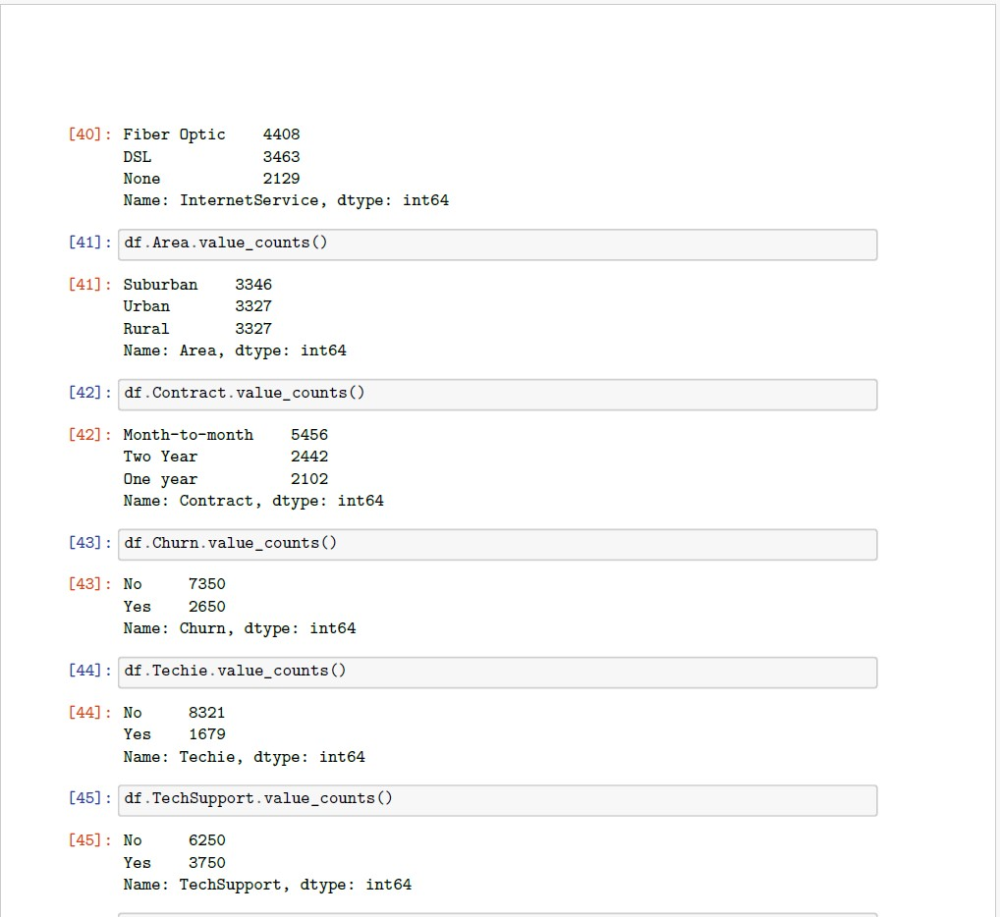 [40]: Fiber Optic    4408
DSL            3463
None           2129
Name: InternetService, dtype: int64
[41]: df.Area.value_counts()
[41]: Suburban    3346
Urban       3327
Rural       3327
Name: Area, dtype: int64
[42]: df.Contract.value_counts()
[42]: Month-to-month    5456
Two Year          2442
One year          2102
Name: Contract, dtype: int64
[43]: df.Churn.value_counts()
[43]: No     7350
Yes    2650
Name: Churn, dtype: int64
[44]: df.Techie.value_counts()
[44]: No     8321
Yes    1679
Name: Techie, dtype: int64
[45]: df.TechSupport.value_counts()
[45]: No     6250
Yes    3750
Name: TechSupport, dtype: int64